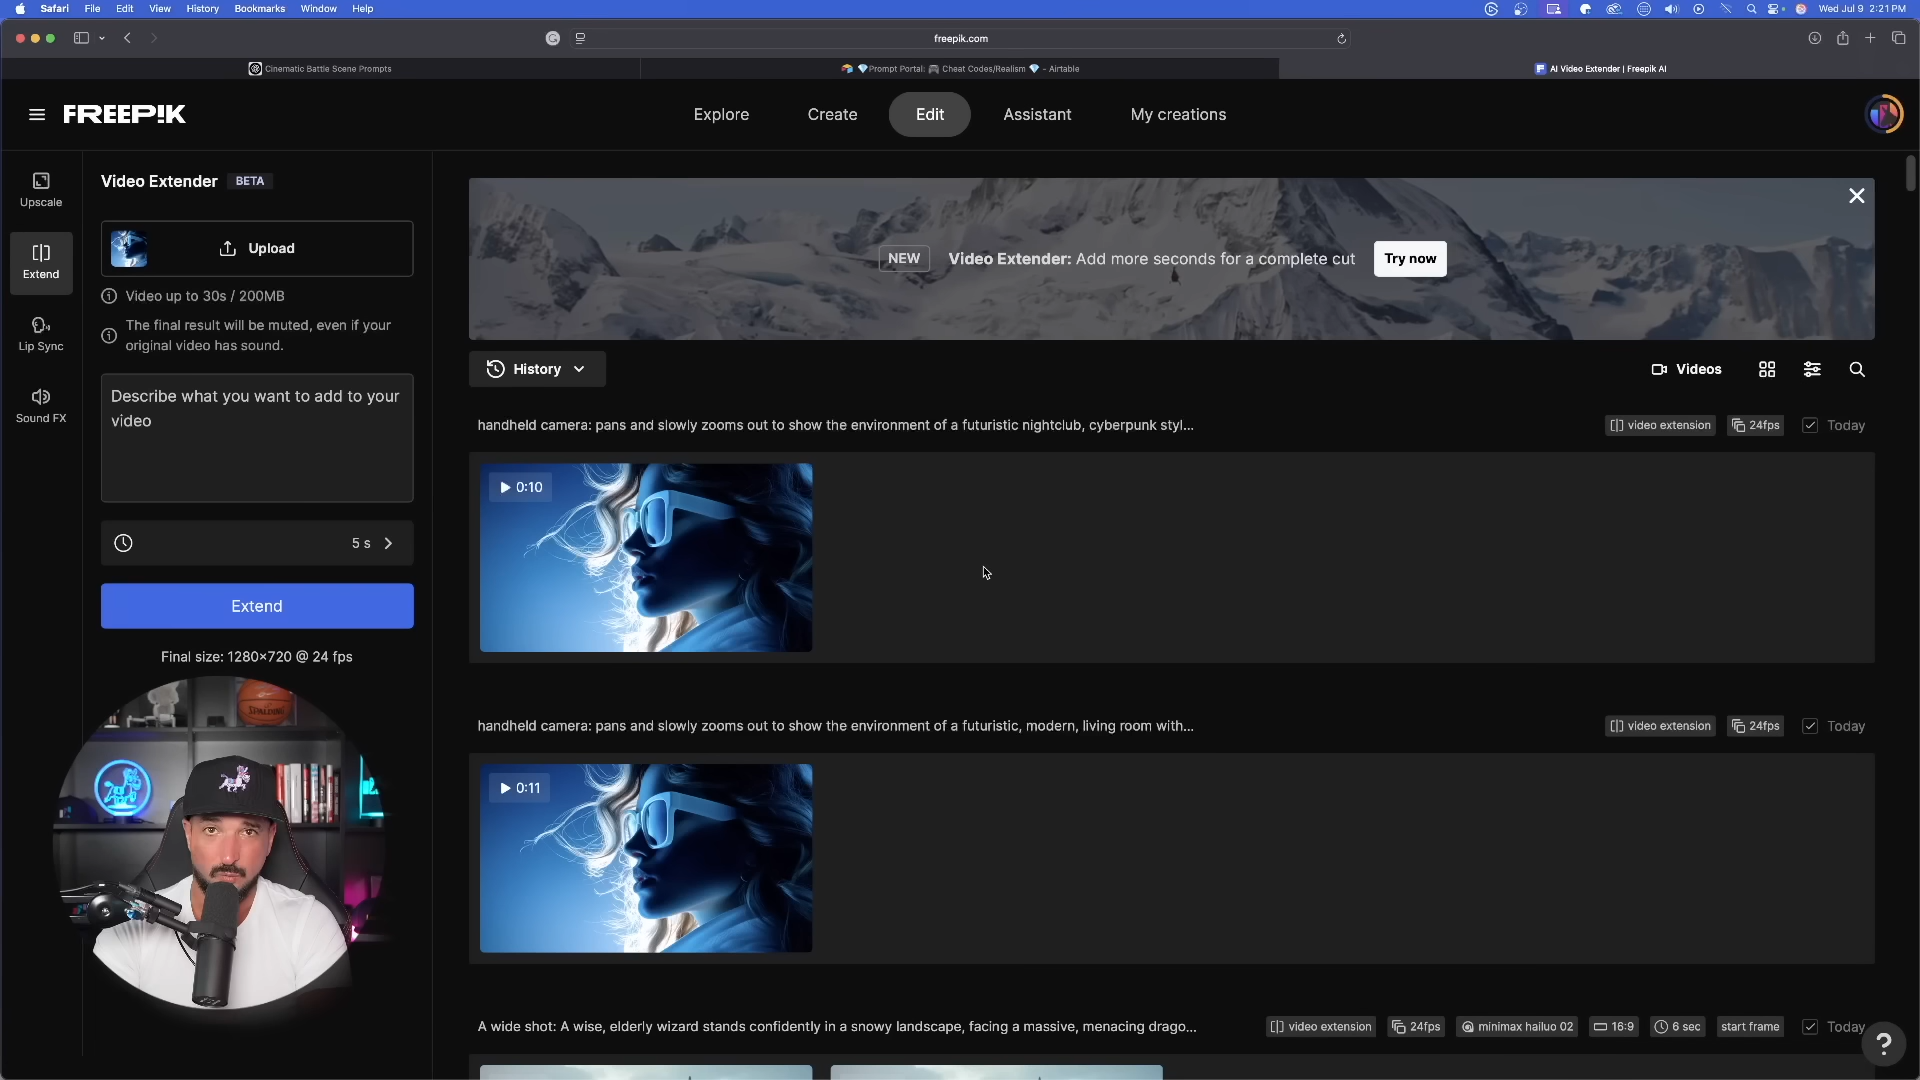 Safari File Edit View History Bookmarks Window Help
Wed Jul 9 2:21 PM
freepik.com
Cinematic Battle Scene Prompts
💎Prompt Portal: 🎮 Cheat Codes/Realism 💎 - Airtable
AI Video Extender | Freepik AI
FREEP!K
Explore
Create
Edit
Assistant
My creations
Upscale
Extend
Lip Sync
Sound FX
Video Extender BETA
Upload
Video up to 30s / 200MB
The final result will be muted, even if your
original video has sound.
Describe what you want to add to your
video
5 s
Extend
Final size: 1280×720 @ 24 fps
SPALDING
NEW Video Extender: Add more seconds for a complete cut Try now
History
Videos
handheld camera: pans and slowly zooms out to show the environment of a futuristic nightclub, cyberpunk styl...
video extension 24fps Today
0:10
handheld camera: pans and slowly zooms out to show the environment of a futuristic, modern, living room with...
video extension 24fps Today
0:11
A wide shot: A wise, elderly wizard stands confidently in a snowy landscape, facing a massive, menacing drago...
video extension 24fps minimax hailuo 02 16:9 6 sec start frame Today
?